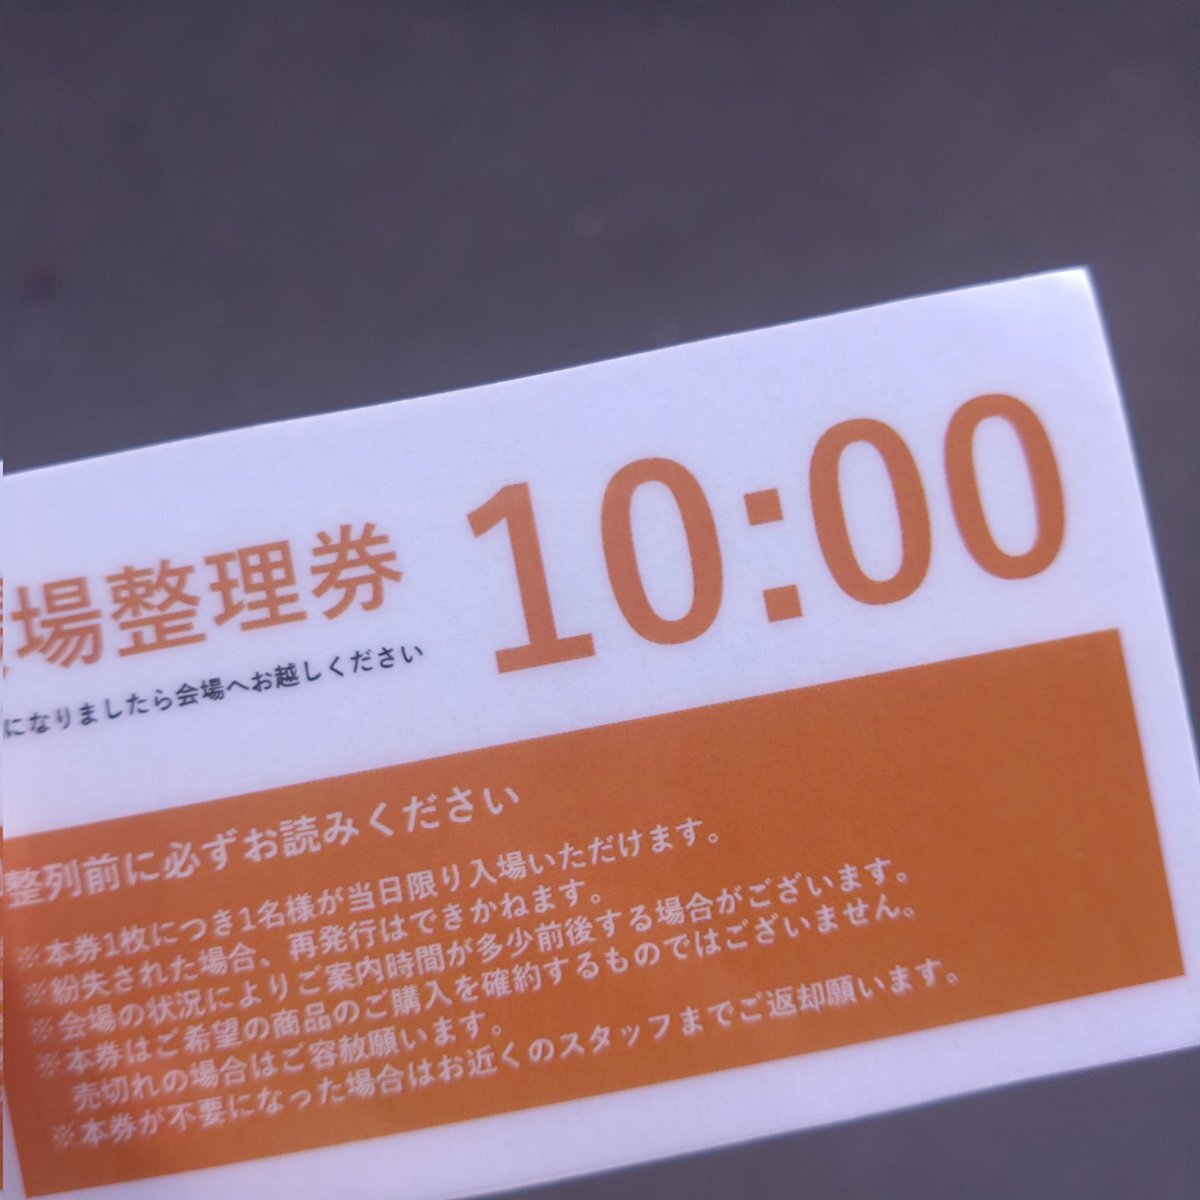 場整理券 10:00
になりましたら会場へお越しください
整列前に必ずお読みください
※本券1枚につき1名様が当日限り入場いただけます。
※紛失された場合、再発行はできかねます。
※会場の状況によりご案内時間が多少前後する場合がございます。
※本券はご希望の商品のご購入を確約するものではございません。
売切れの場合はご容赦願います。
※本券が不要になった場合はお近くのスタッフまでご返却願います。